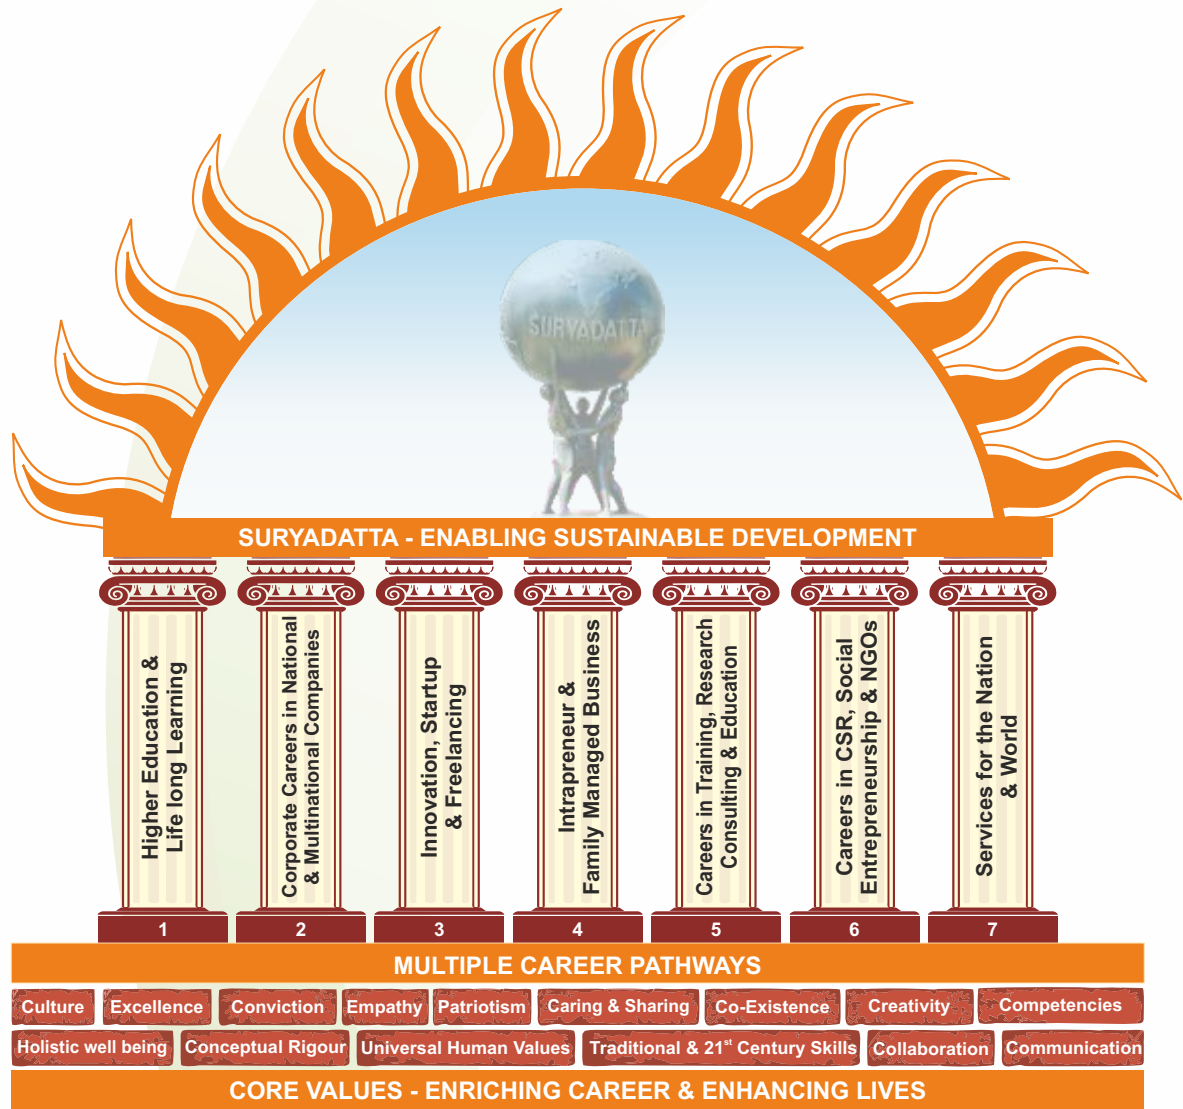 SURYADATTA
SURYADATTA - ENABLING SUSTAINABLE DEVELOPMENT
Higher Education &
Life long Learning
Corporate Careers in National
& Multinational Companies
Innovation, Startup
& Freelancing
Intrapreneur &
Family Managed Business
Careers in Training, Research
Consulting & Education
Careers in CSR, Social
Entrepreneurship & NGOs
Services for the Nation
& World
1 2 3 4 5 6 7
MULTIPLE CAREER PATHWAYS
Culture Excellence Conviction Empathy Patriotism Caring & Sharing Co-Existence Creativity Competencies
Holistic well being Conceptual Rigour Universal Human Values Traditional & 21st Century Skills Collaboration Communication
CORE VALUES - ENRICHING CAREER & ENHANCING LIVES